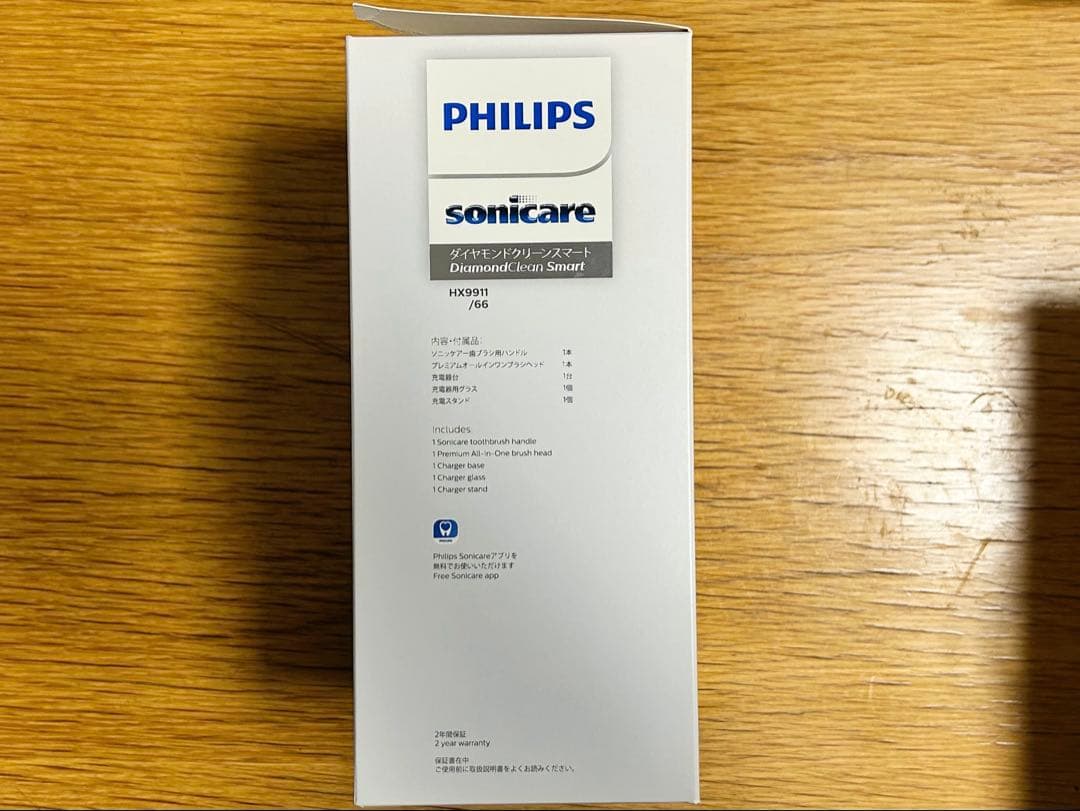 PHILIPS
sonicare
ダイヤモンドクリーンスマート
DiamondClean Smart
HX9911
/66
内容・付属品:
ソニッケアー歯ブラシ用ハンドル 1本
プレミアムオールインワンブラシヘッド 1本
充電器台 1台
充電器用グラス 1個
充電スタンド 1個
Includes:
1 Sonicare toothbrush handle
1 Premium All-in-One brush head
1 Charger base
1 Charger glass
1 Charger stand
Philips Sonicareアプリを
無料でお使いいただけます
Free Sonicare app
2年間保証
2 year warranty
保証書在中
ご使用前に取扱説明書をよくお読みください。